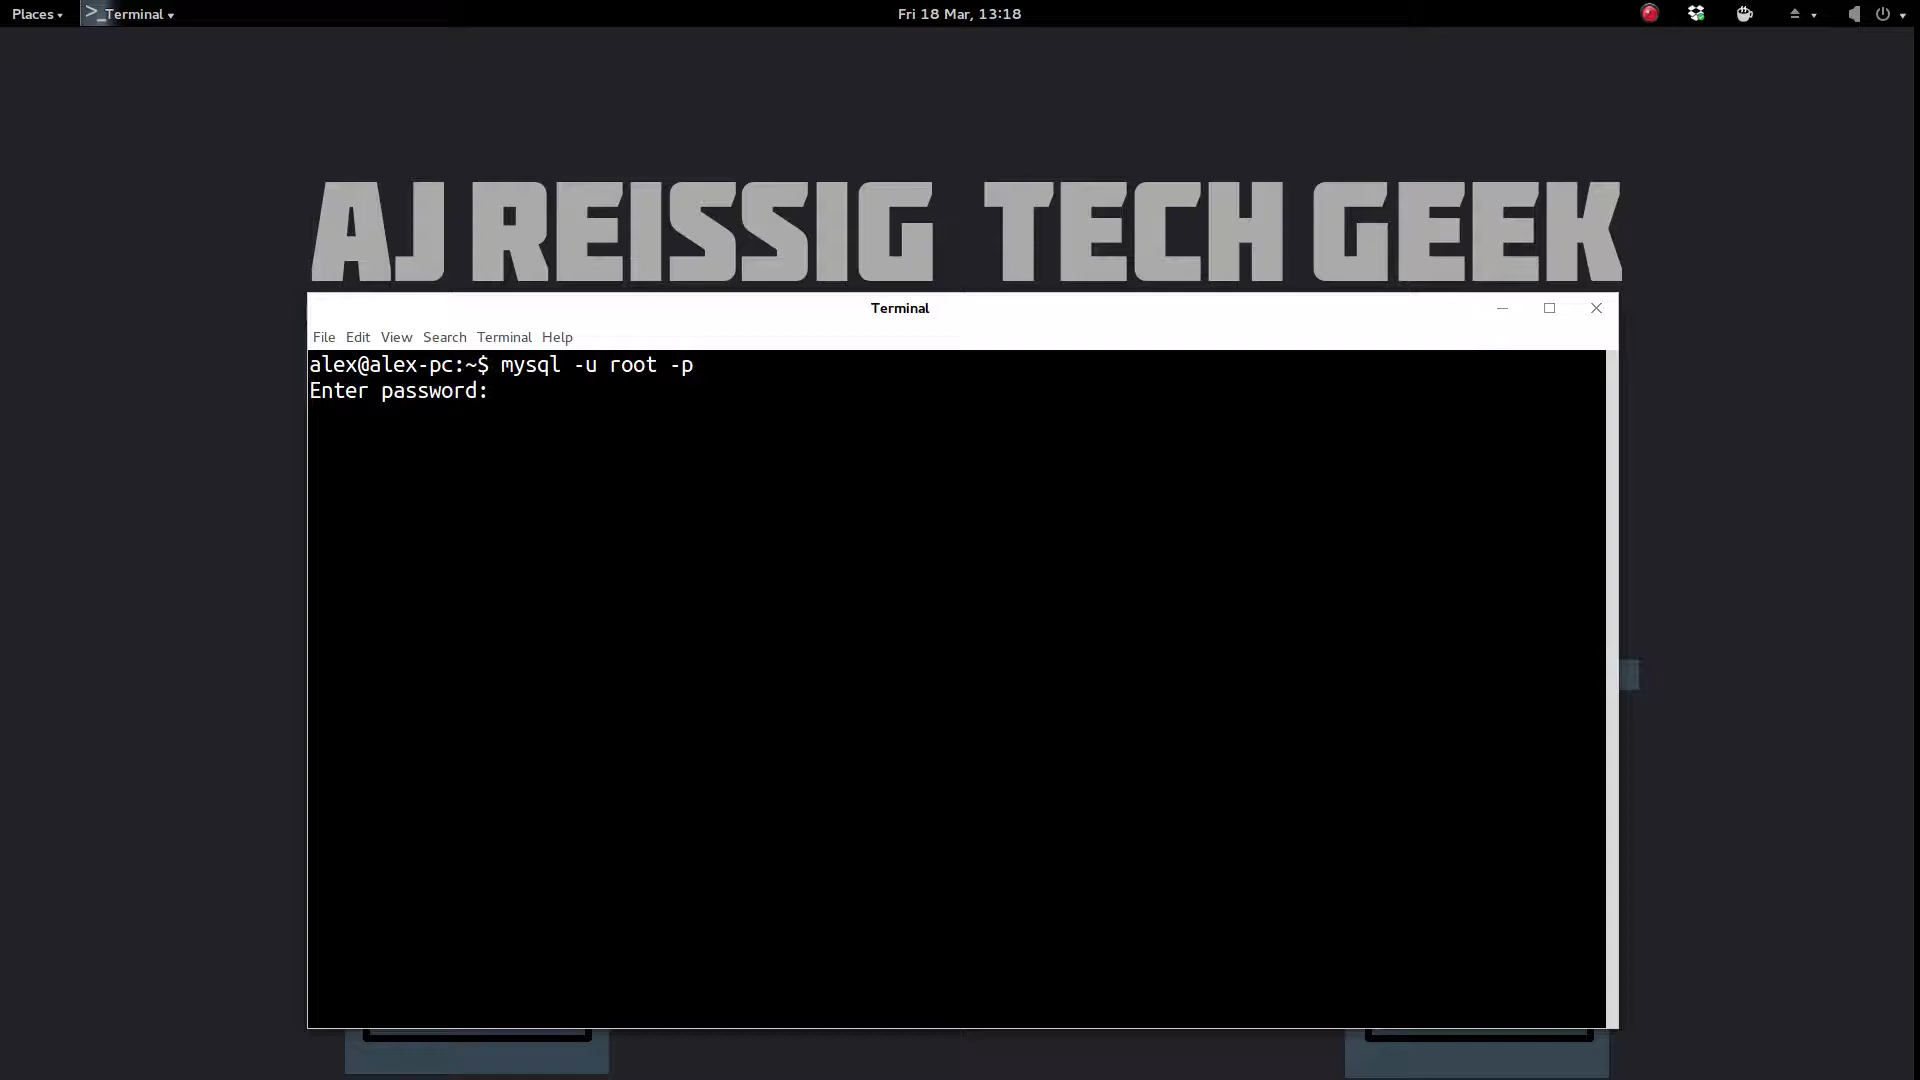 Places Terminal Fri 18 Mar, 13:18
AJ REISSIG TECH GEEK
Terminal
File Edit View Search Terminal Help
alex@alex-pc:~$ mysql -u root -p
Enter password: